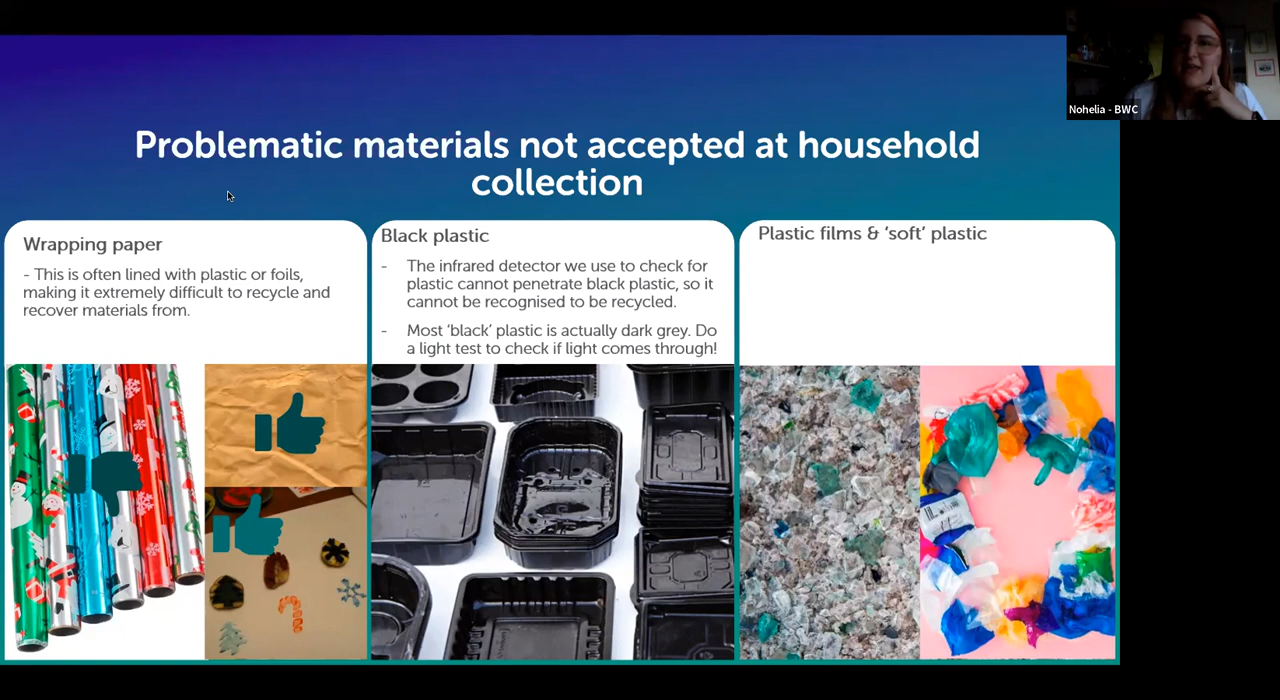 Nohelia - BWC
Problematic materials not accepted at household
collection
Wrapping paper
- This is often lined with plastic or foils,
making it extremely difficult to recycle and
recover materials from.
Black plastic
- The infrared detector we use to check for
plastic cannot penetrate black plastic, so it
cannot be recognised to be recycled.
- Most ‘black’ plastic is actually dark grey. Do
a light test to check if light comes through!
Plastic films & ‘soft’ plastic